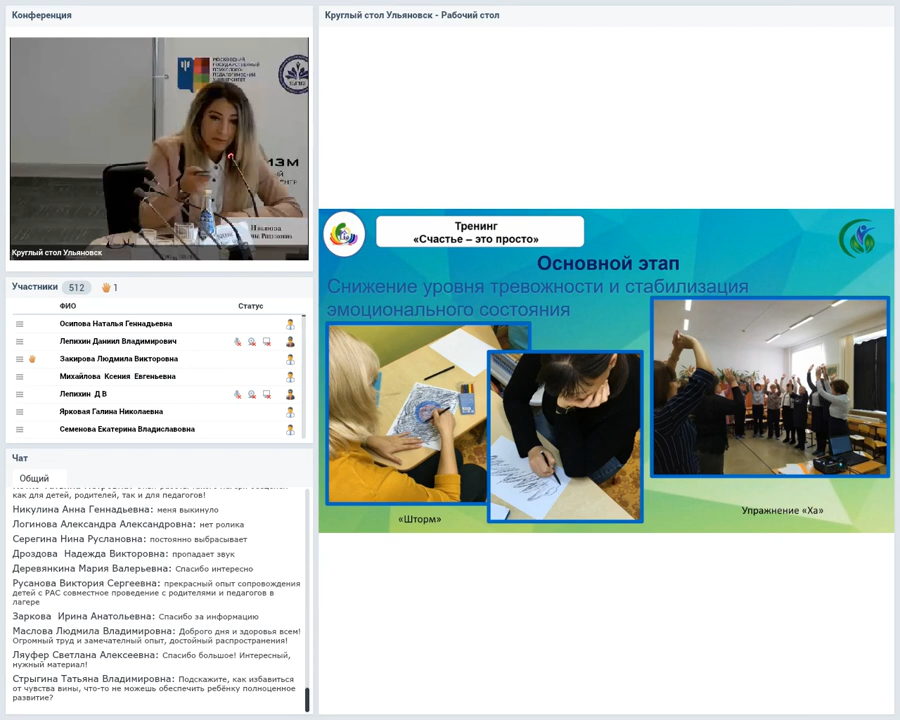 Конференция
МОСКОВСКИЙ
ГОСУДАРСТВЕННЫЙ
ПСИХОЛОГО-
ПЕДАГОГИЧЕСКИЙ
УНИВЕРСИТЕТ
Круглый стол Ульяновск
Участники 512 1
ФИО Статус
Осипова Наталья Геннадьевна
Лепихин Даниил Владимирович
Закирова Людмила Викторовна
Михайлова Ксения Евгеньевна
Лепихин Д В
Ярковая Галина Николаевна
Семенова Екатерина Владиславовна
Чат
Общий
как для детей, родителей, так и для педагогов!
Никулина Анна Геннадьевна: меня выкинуло
Логинова Александра Александровна: нет ролика
Серегина Нина Руслановна: постоянно выбрасывает
Дроздова Надежда Викторовна: пропадает звук
Деревянкина Мария Валерьевна: Спасибо интересно
Русанова Виктория Сергеевна: прекрасный опыт сопровождения
детей с РАС совместное проведение с родителями и педагогов в
лагере
Заркова Ирина Анатольевна: Спасибо за информацию
Маслова Людмила Владимировна: Доброго дня и здоровья всем!
Огромный труд и замечателный опыт, достойный распространения!
Ляуфер Светлана Алексеевна: Спасибо большое! Интересный,
нужный материал!
Стрыгина Татьяна Владимировна: Подскажите, как избавиться
от чувства вины, что-то не можешь обеспечить ребёнку полноценное
развитие?
Круглый стол Ульяновск - Рабочий стол
Тренинг
«Счастье – это просто»
Основной этап
Снижение уровня тревожности и стабилизация
эмоционального состояния
«Шторм»
Упражнение «Ха»